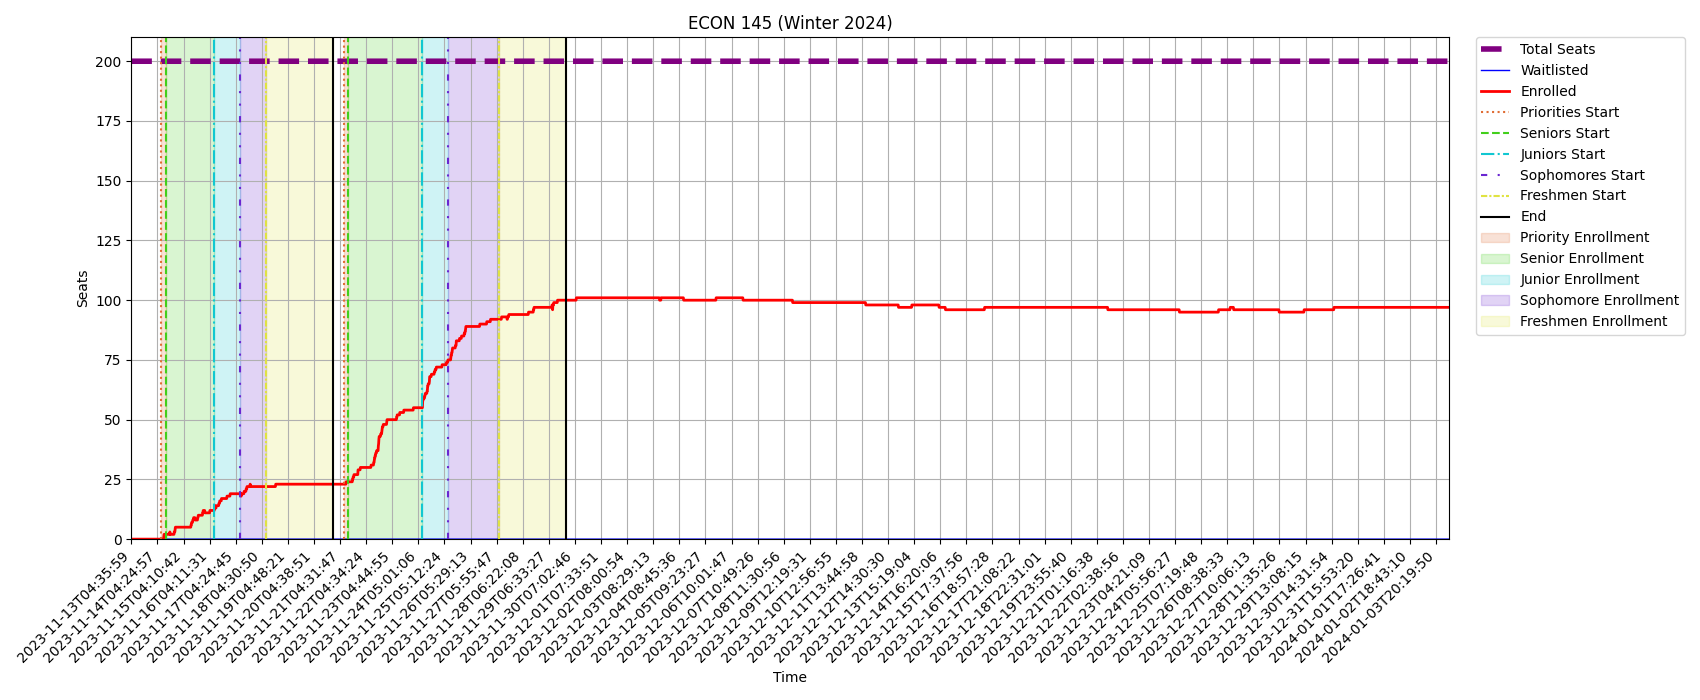 ECON 145 (Winter 2024)
Seats
200
175
150
125
100
75
50
25
0
2023-11-13T04:35:59
2023-11-14T04:24:57
2023-11-15T04:10:42
2023-11-16T04:11:31
2023-11-17T04:24:45
2023-11-18T04:30:50
2023-11-19T04:48:21
2023-11-20T04:38:51
2023-11-21T04:31:47
2023-11-22T04:34:24
2023-11-23T04:44:55
2023-11-24T05:01:06
2023-11-25T05:12:24
2023-11-26T05:29:13
2023-11-27T05:55:47
2023-11-28T06:22:08
2023-11-29T06:33:27
2023-11-30T07:02:46
2023-12-01T07:33:51
2023-12-02T08:00:54
2023-12-03T08:29:13
2023-12-04T08:45:36
2023-12-05T09:23:27
2023-12-06T10:01:47
2023-12-07T10:49:26
2023-12-08T11:30:56
2023-12-09T12:19:31
2023-12-10T12:56:55
2023-12-11T13:44:58
2023-12-12T14:30:30
2023-12-13T15:19:04
2023-12-14T16:20:06
2023-12-15T17:37:56
2023-12-16T18:57:28
2023-12-17T21:08:22
2023-12-18T22:31:01
2023-12-19T23:55:40
2023-12-21T01:16:38
2023-12-22T02:38:56
2023-12-23T04:21:09
2023-12-24T05:56:27
2023-12-25T07:19:48
2023-12-26T08:38:33
2023-12-27T10:06:13
2023-12-28T11:35:26
2023-12-29T13:08:15
2023-12-30T14:31:54
2023-12-31T15:53:20
2024-01-01T17:26:41
2024-01-02T18:43:10
2024-01-03T20:19:50
Time
Total Seats
Waitlisted
Enrolled
Priorities Start
Seniors Start
Juniors Start
Sophomores Start
Freshmen Start
End
Priority Enrollment
Senior Enrollment
Junior Enrollment
Sophomore Enrollment
Freshmen Enrollment